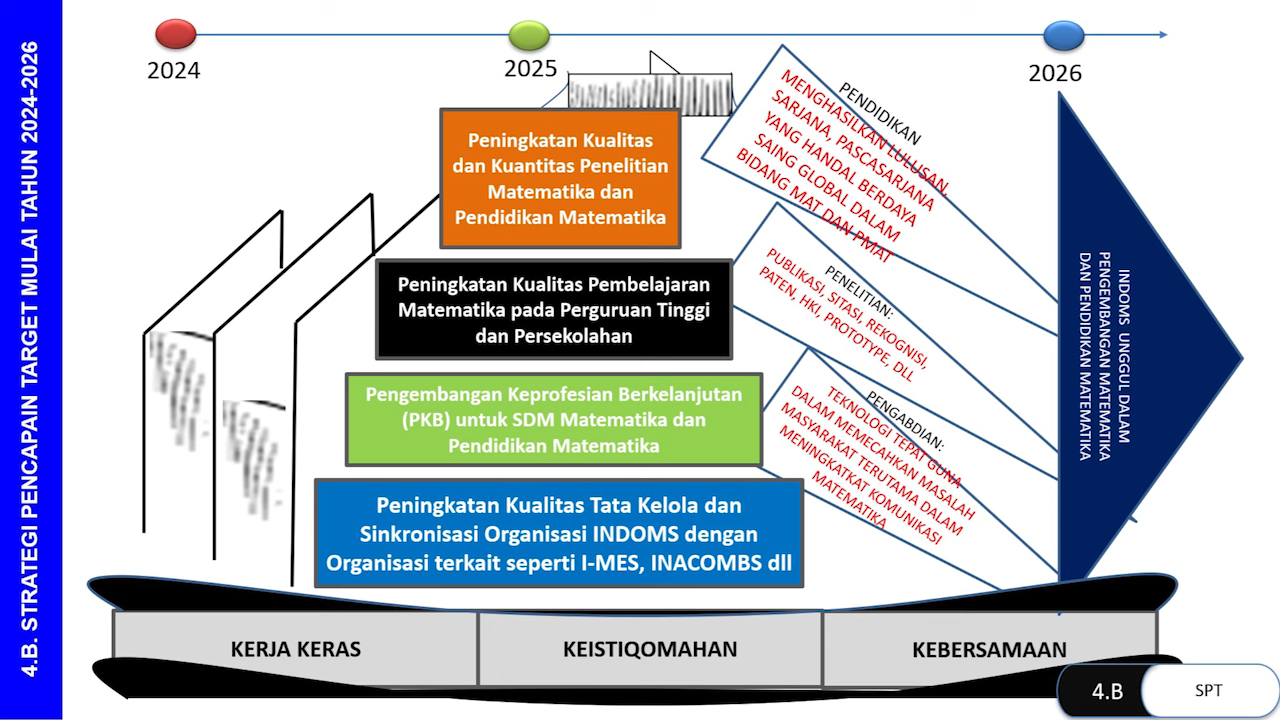 4.B. STRATEGI PENCAPAIN TARGET MULAI TAHUN 2024-2026
2024
2025
2026
Peningkatan Kualitas
dan Kuantitas Penelitian
Matematika dan
Pendidikan Matematika
Peningkatan Kualitas Pembelajaran
Matematika pada Perguruan Tinggi
dan Persekolahan
Pengembangan Keprofesian Berkelanjutan
(PKB) untuk SDM Matematika dan
Pendidikan Matematika
Peningkatan Kualitas Tata Kelola dan
Sinkronisasi Organisasi INDOMS dengan
Organisasi terkait seperti I-MES, INACOMBS dll
PENDIDIKAN
MENGHASILKAN LULUSAN,
SARJANA, PASCASARJANA
YANG HANDAL BERDAYA
SAING GLOBAL DALAM
BIDANG MAT DAN PMAT
PENELITIAN:
PUBLIKASI, SITASI, REKOGNISI,
PATEN, HKI, PROTOTYPE, DLL
PENGABDIAN:
TEKNOLOGI TEPAT GUNA
DALAM MEMECAHKAN MASALAH
MASYARAKAT TERUTAMA DALAM
MENINGKATKAT KOMUNIKASI
MATEMATIKA
INDOMS UNGGUL DALAM
PENGEMBANGAN MATEMATIKA
DAN PENDIDIKAN MATEMATIKA
KERJA KERAS
KEISTIQOMAHAN
KEBERSAMAAN
4.B
SPT